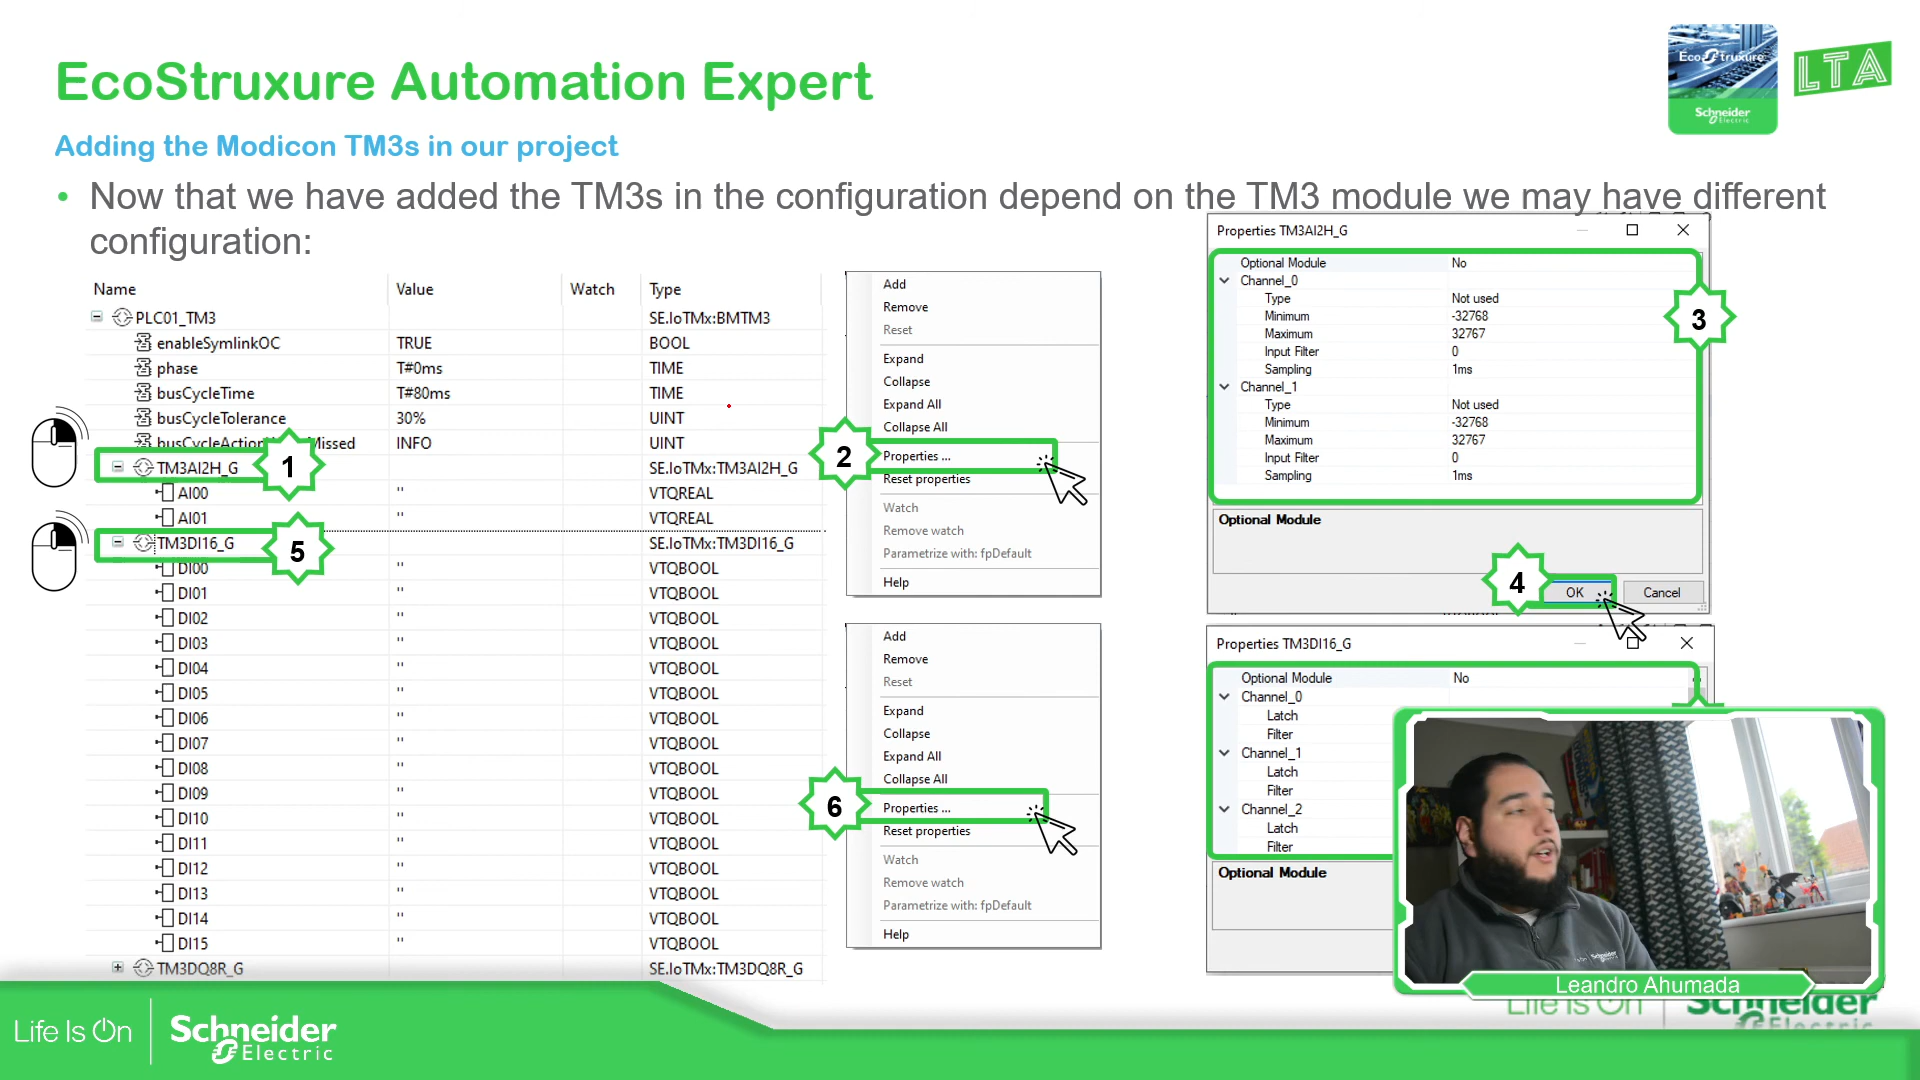 EcoStruxure Automation Expert
EcoStruxure
Schneider
Electric
LTA
Adding the Modicon TM3s in our project
• Now that we have added the TM3s in the configuration depend on the TM3 module we may have different
configuration:
Name Value Watch Type
PLC01_TM3 SE.IoTMx:BMTM3
enableSymlinkOC TRUE BOOL
phase T#0ms TIME
busCycleTime T#80ms TIME
busCycleTolerance 30% UINT
Missed INFO UINT
TM3AI2H_G SE.IoTMx:TM3AI2H_G
1
AI00 '' VTQREAL
AI01 '' VTQREAL
TM3DI16_G SE.IoTMx:TM3DI16_G
5
DI00 '' VTQBOOL
DI01 '' VTQBOOL
DI02 '' VTQBOOL
DI03 '' VTQBOOL
DI04 '' VTQBOOL
DI05 '' VTQBOOL
DI06 '' VTQBOOL
DI07 '' VTQBOOL
DI08 '' VTQBOOL
DI09 '' VTQBOOL
DI10 '' VTQBOOL
DI11 '' VTQBOOL
DI12 '' VTQBOOL
DI13 '' VTQBOOL
DI14 '' VTQBOOL
DI15 '' VTQBOOL
TM3DQ8R_G SE.IoTMx:TM3DQ8R_G
Add
Remove
Reset
Expand
Collapse
Expand All
Collapse All
2
Properties ...
Reset properties
Watch
Remove watch
Parametrize with: fpDefault
Help
Add
Remove
Reset
Expand
Collapse
Expand All
Collapse All
6
Properties ...
Reset properties
Watch
Remove watch
Parametrize with: fpDefault
Help
Properties TM3AI2H_G
Optional Module No
Channel_0
Type Not used
Minimum -32768
Maximum 32767
Input Filter 0
Sampling 1ms
Channel_1
Type Not used
Minimum -32768
Maximum 32767
Input Filter 0
Sampling 1ms
3
Optional Module
4
OK Cancel
Properties TM3DI16_G
Optional Module No
Channel_0
Latch
Filter
Channel_1
Latch
Filter
Channel_2
Latch
Filter
Optional Module
Schneider
Leandro Ahumada
Life Is On
Schneider
Electric
Life Is On
Schneider
Electric